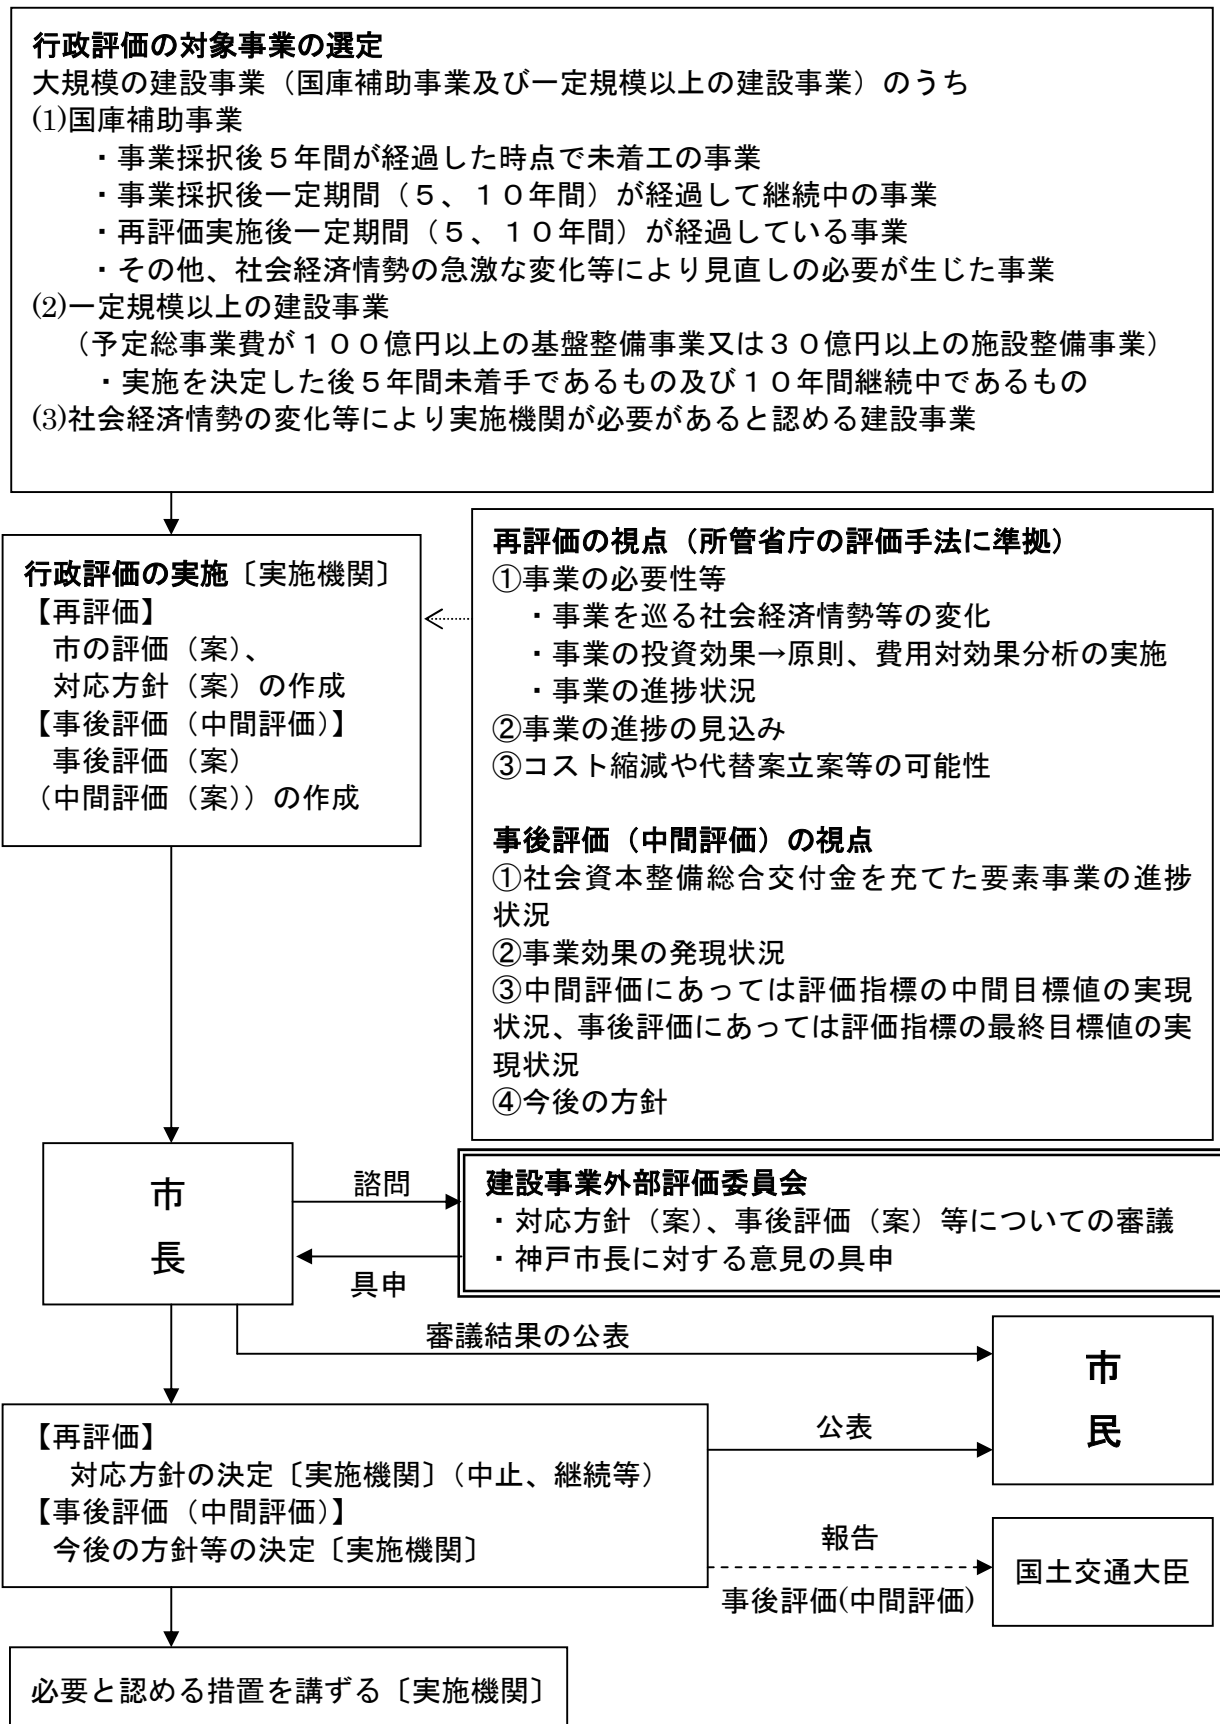 行政評価の対象事業の選定
大規模の建設事業（国庫補助事業及び一定規模以上の建設事業）のうち
(1)国庫補助事業
・事業採択後５年間が経過した時点で未着工の事業
・事業採択後一定期間（５、１０年間）が経過して継続中の事業
・再評価実施後一定期間（５、１０年間）が経過している事業
・その他、社会経済情勢の急激な変化等により見直しの必要が生じた事業
(2)一定規模以上の建設事業
（予定総事業費が１００億円以上の基盤整備事業又は３０億円以上の施設整備事業）
・実施を決定した後５年間未着手であるもの及び１０年間継続中であるもの
(3)社会経済情勢の変化等により実施機関が必要があると認める建設事業
行政評価の実施〔実施機関〕
【再評価】
市の評価（案）、
対応方針（案）の作成
【事後評価（中間評価）】
事後評価（案）
（中間評価（案））の作成
再評価の視点（所管省庁の評価手法に準拠）
①事業の必要性等
・事業を巡る社会経済情勢等の変化
・事業の投資効果→原則、費用対効果分析の実施
・事業の進捗状況
②事業の進捗の見込み
③コスト縮減や代替案立案等の可能性
事後評価（中間評価）の視点
①社会資本整備総合交付金を充てた要素事業の進捗
状況
②事業効果の発現状況
③中間評価にあっては評価指標の中間目標値の実現
状況、事後評価にあっては評価指標の最終目標値の実
現状況
④今後の方針
市
長
諮問
具申
建設事業外部評価委員会
・対応方針（案）、事後評価（案）等についての審議
・神戸市長に対する意見の具申
審議結果の公表
市
民
【再評価】
対応方針の決定〔実施機関〕（中止、継続等）
【事後評価（中間評価）】
今後の方針等の決定〔実施機関〕
公表
報告
事後評価(中間評価)
国土交通大臣
必要と認める措置を講ずる〔実施機関〕